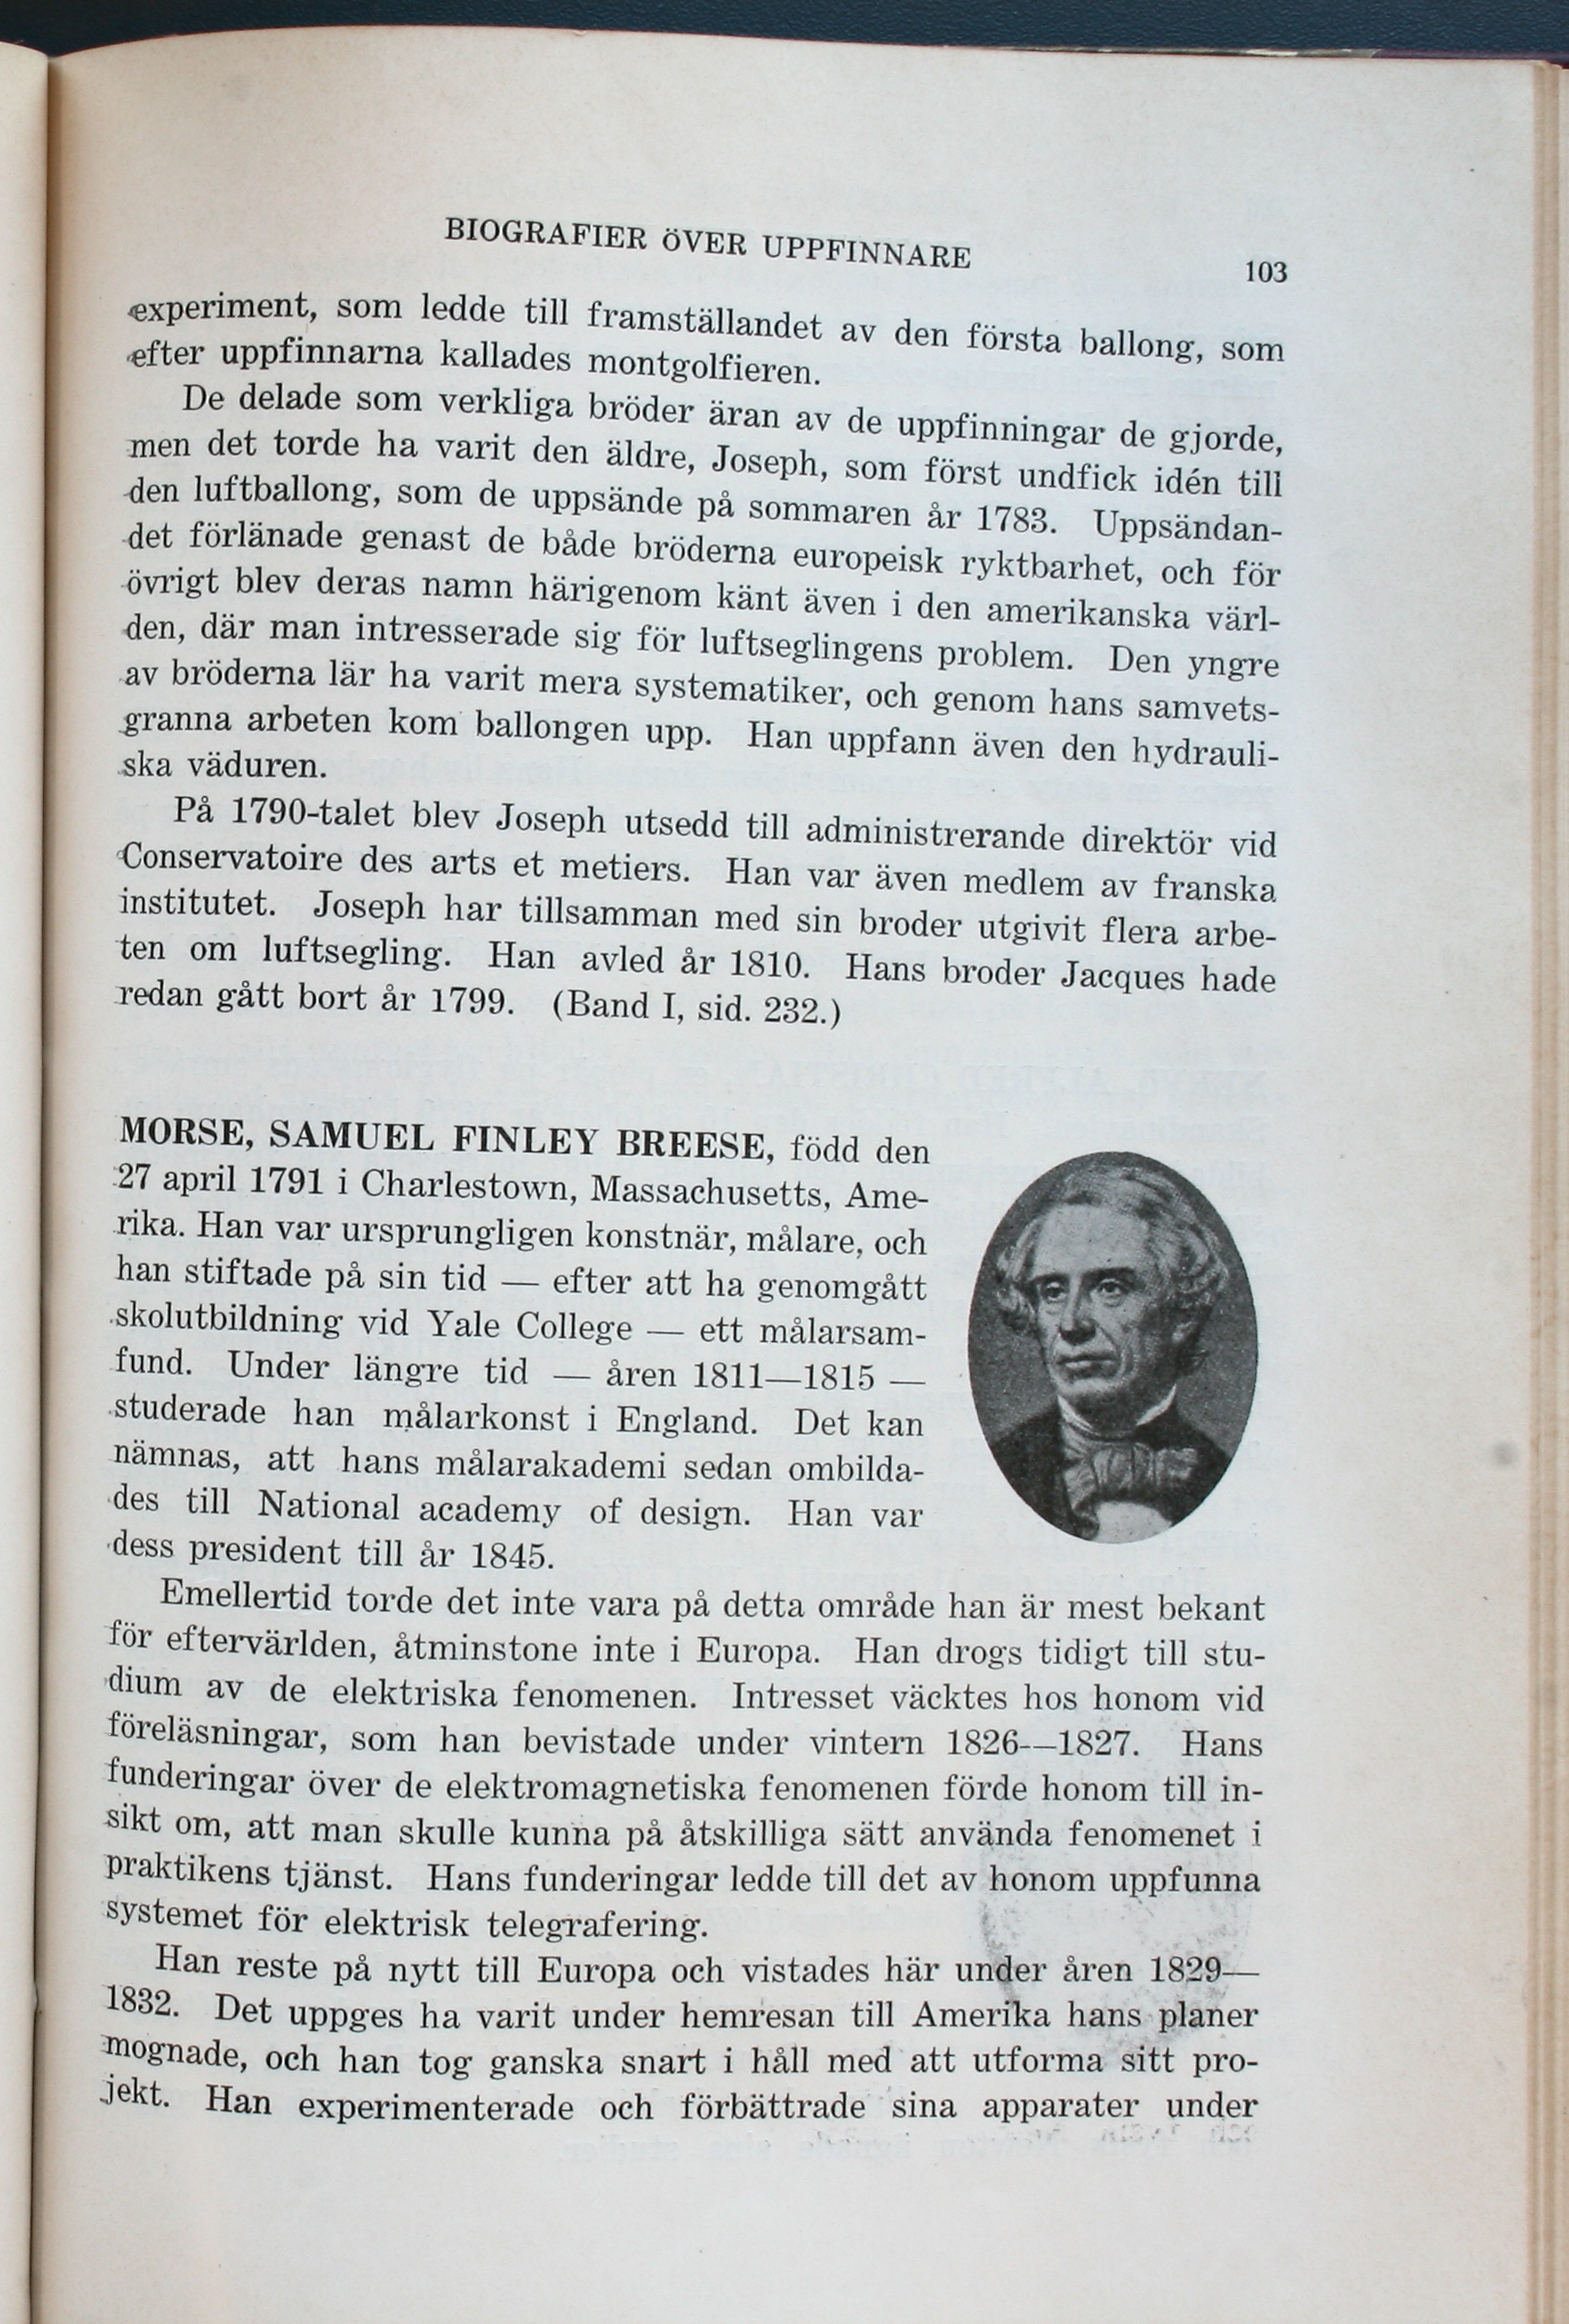 BIOGRAFIER ÖVER UPPFINNARE
103
experiment, som ledde till framställandet av den första ballong, som
efter uppfinnarna kallades montgolfieren.
De delade som verkliga bröder äran av de uppfinningar de gjorde,
men det torde ha varit den äldre, Joseph, som först undfick idén till
den luftballong, som de uppsände på sommaren år 1783. Uppsändan-
det förlänade genast de både bröderna europeisk ryktbarhet, och för
övrigt blev deras namn härigenom känt även i den amerikanska värl-
den, där man intresserade sig för luftseglingens problem. Den yngre
av bröderna lär ha varit mera systematiker, och genom hans samvets-
granna arbeten kom ballongen upp. Han uppfann även den hydrauli-
ska väduren.
På 1790-talet blev Joseph utsedd till administrerande direktör vid
Conservatoire des arts et metiers. Han var även medlem av franska
institutet. Joseph har tillsamman med sin broder utgivit flera arbe-
ten om luftsegling. Han avled år 1810. Hans broder Jacques hade
redan gått bort år 1799. (Band I, sid. 232.)
MORSE, SAMUEL FINLEY BREESE, född den
27 april 1791 i Charlestown, Massachusetts, Ame-
rika. Han var ursprungligen konstnär, målare, och
han stiftade på sin tid — efter att ha genomgått
skolutbildning vid Yale College — ett målarsam-
fund. Under längre tid — åren 1811—1815 —
studerade han målarkonst i England. Det kan
nämnas, att hans målarakademi sedan ombilda-
des till National academy of design. Han var
dess president till år 1845.
Emellertid torde det inte vara på detta område han är mest bekant
för eftervärlden, åtminstone inte i Europa. Han drogs tidigt till stu-
dium av de elektriska fenomenen. Intresset väcktes hos honom vid
föreläsningar, som han bevistade under vintern 1826—1827. Hans
funderingar över de elektromagnetiska fenomenen förde honom till in-
sikt om, att man skulle kunna på åtskilliga sätt använda fenomenet i
praktikens tjänst. Hans funderingar ledde till det av honom uppfunna
systemet för elektrisk telegrafering.
Han reste på nytt till Europa och vistades här under åren 1829—
1832. Det uppges ha varit under hemresan till Amerika hans planer
mognade, och han tog ganska snart i håll med att utforma sitt pro-
jekt. Han experimenterade och förbättrade sina apparater under